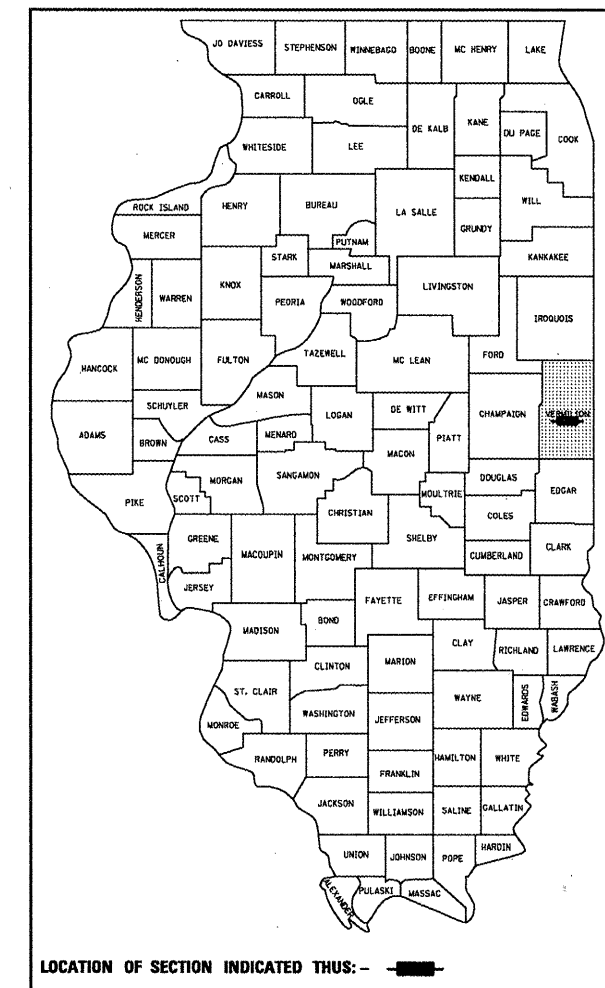 JO DAVIESS
STEPHENSON
WINNEBAGO
BOONE
MC HENRY
LAKE
CARROLL
OGLE
DE KALB
KANE
DU PAGE
COOK
WHITESIDE
LEE
KENDALL
WILL
ROCK ISLAND
HENRY
BUREAU
LA SALLE
GRUNDY
MERCER
PUTNAM
STARK
MARSHALL
KANKAKEE
HENDERSON
WARREN
KNOX
PEORIA
WOODFORD
LIVINGSTON
IROQUOIS
HANCOCK
MC DONOUGH
FULTON
TAZEWELL
MC LEAN
FORD
SCHUYLER
MASON
LOGAN
DE WITT
CHAMPAIGN
VERMILION
ADAMS
BROWN
CASS
MENARD
MACON
PIATT
MORGAN
SANGAMON
DOUGLAS
EDGAR
PIKE
SCOTT
CHRISTIAN
MOULTRIE
COLES
GREENE
MACOUPIN
MONTGOMERY
SHELBY
CUMBERLAND
CLARK
CALHOUN
JERSEY
FAYETTE
EFFINGHAM
JASPER
CRAWFORD
MADISON
BOND
CLAY
RICHLAND
LAWRENCE
CLINTON
MARION
ST. CLAIR
WAYNE
EDWARDS
WABASH
WASHINGTON
JEFFERSON
MONROE
RANDOLPH
PERRY
HAMILTON
WHITE
FRANKLIN
JACKSON
WILLIAMSON
SALINE
GALLATIN
UNION
JOHNSON
POPE
HARDIN
ALEXANDER
PULASKI
MASSAC
LOCATION OF SECTION INDICATED THUS: -